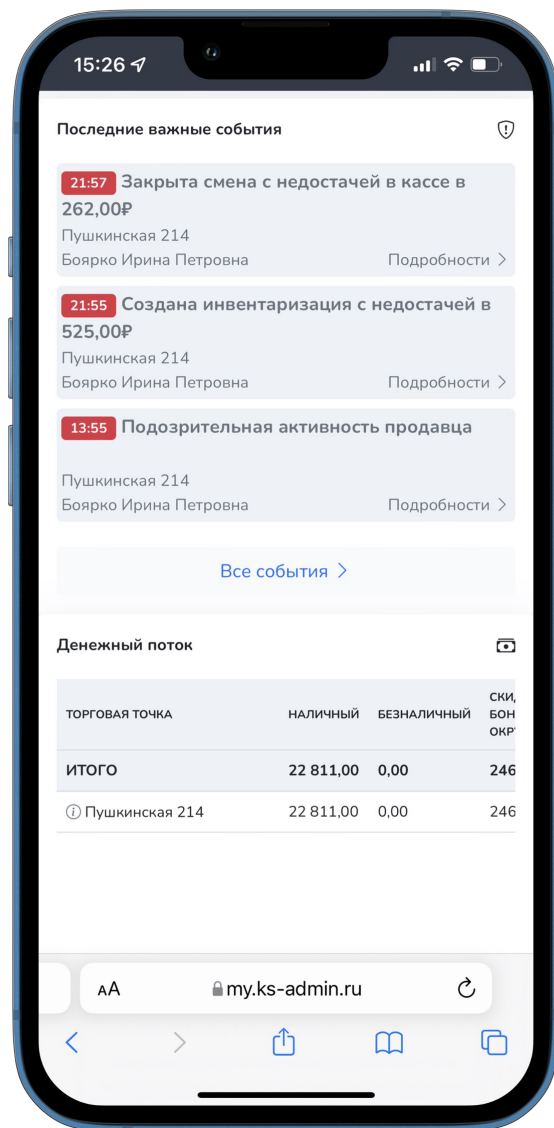 15:26
Последние важные события
21:57 Закрыта смена с недостачей в кассе в
262,00₽
Пушкинская 214
Боярко Ирина Петровна Подробности >
21:55 Создана инвентаризация с недостачей в
525,00₽
Пушкинская 214
Боярко Ирина Петровна Подробности >
13:55 Подозрительная активность продавца
Пушкинская 214
Боярко Ирина Петровна Подробности >
Все события >
Денежный поток
ТОРГОВАЯ ТОЧКА НАЛИЧНЫЙ БЕЗНАЛИЧНЫЙ
ИТОГО 22 811,00 0,00 246
Пушкинская 214 22 811,00 0,00 246
AA my.ks-admin.ru